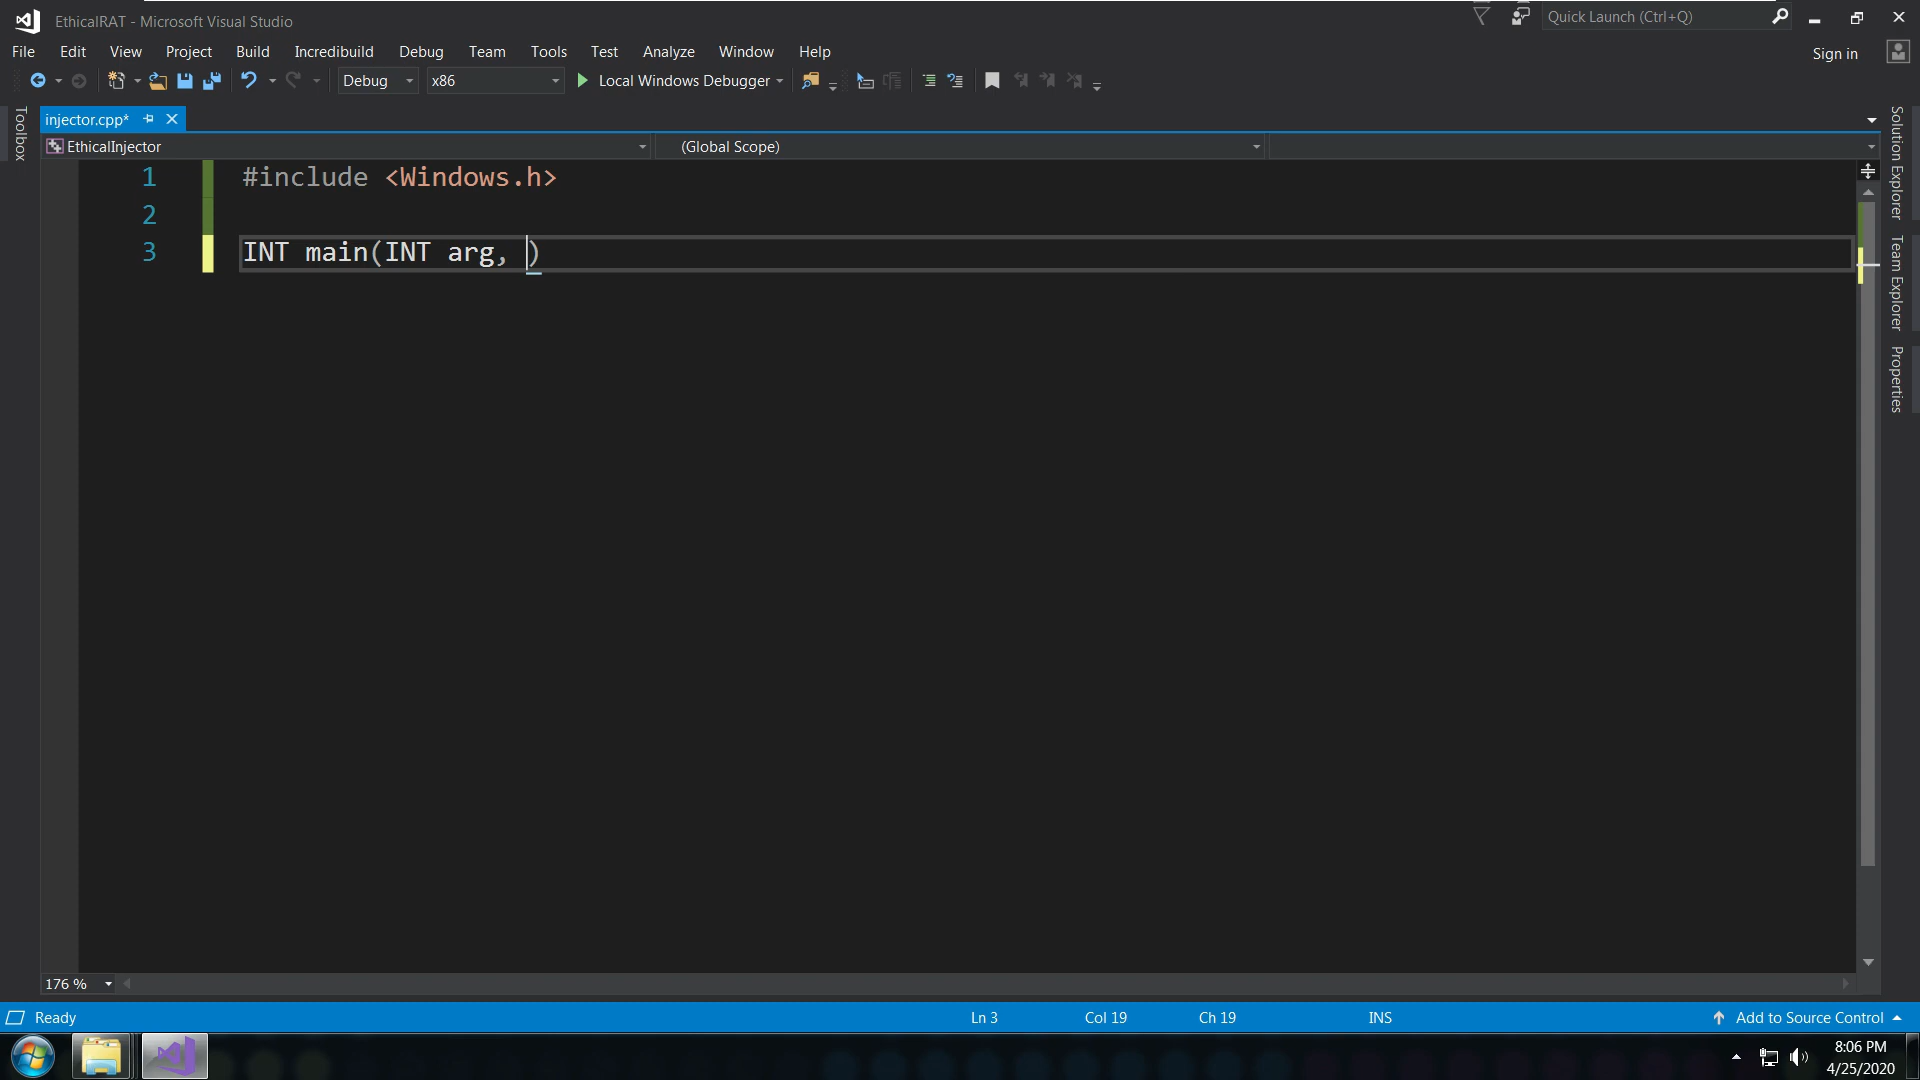 EthicalRAT - Microsoft Visual Studio
Quick Launch (Ctrl+Q)
File Edit View Project Build Incredibuild Debug Team Tools Test Analyze Window Help
Sign in
Debug x86 Local Windows Debugger
Toolbox
injector.cpp*
EthicalInjector (Global Scope)
1 #include <Windows.h>
2
3 INT main(INT arg, )
Solution Explorer
Team Explorer
Properties
176 %
Ready Ln 3 Col 19 Ch 19 INS Add to Source Control
8:06 PM
4/25/2020